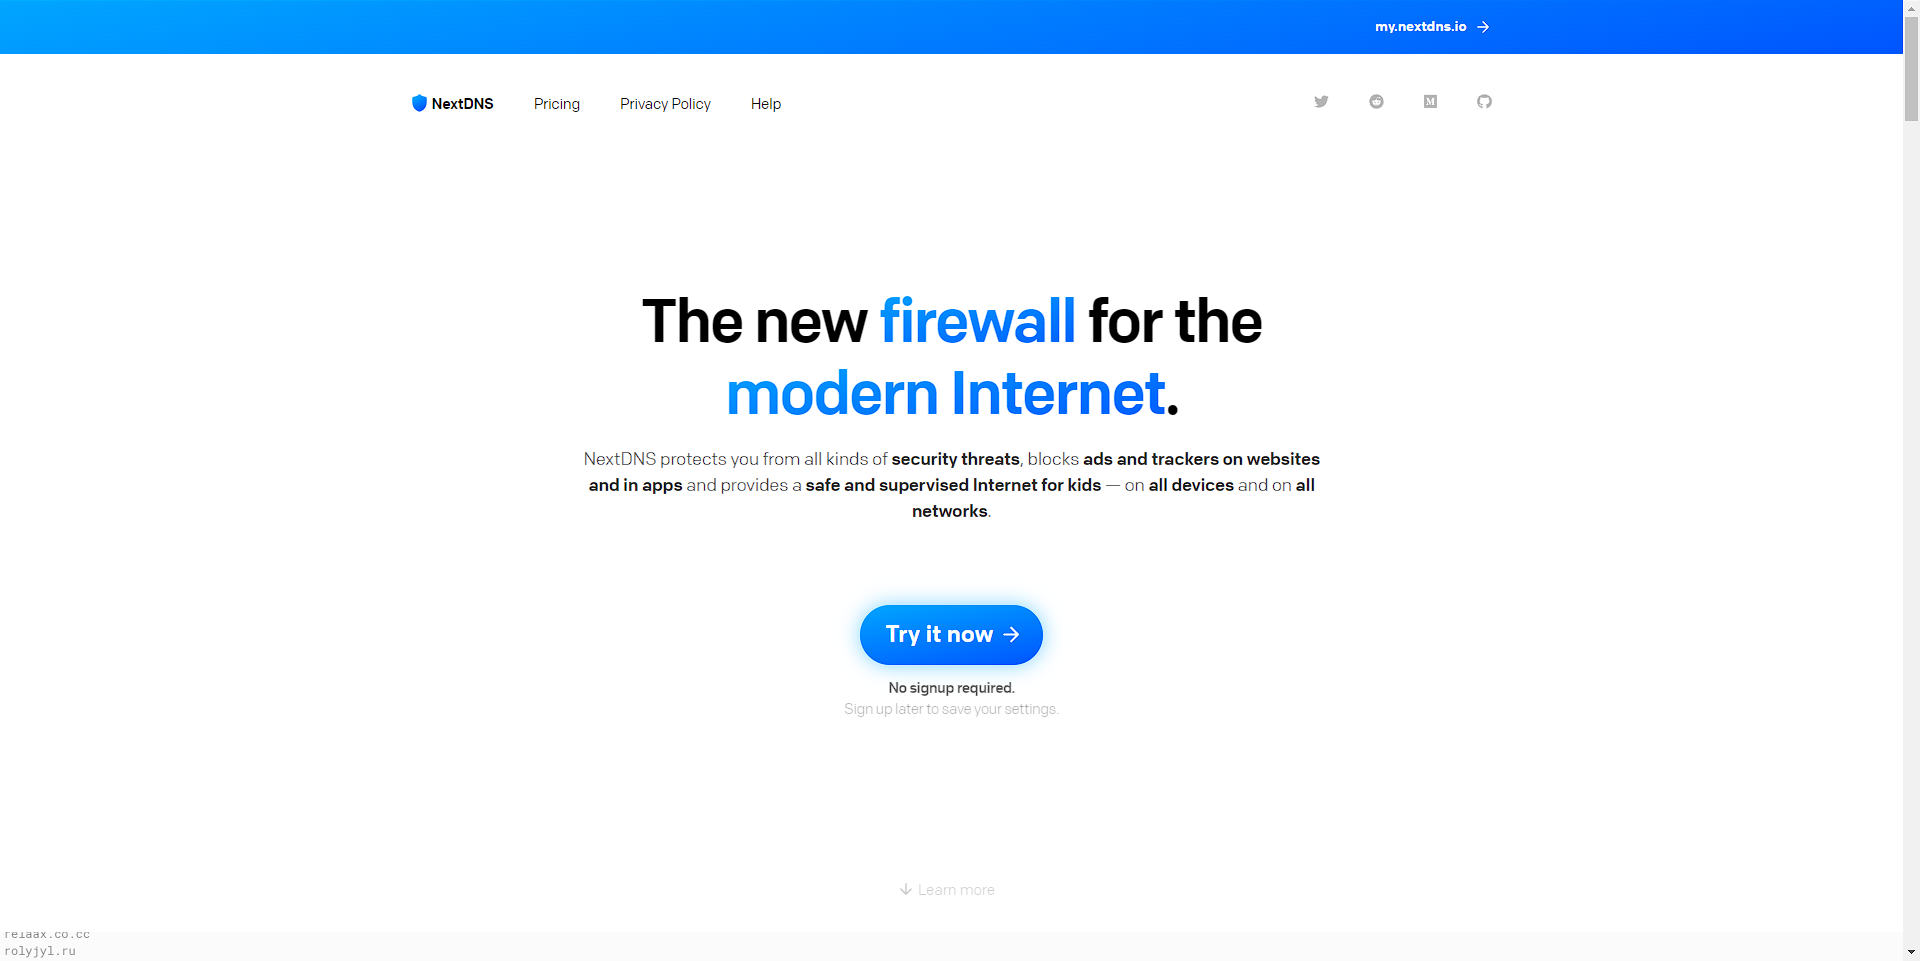 my.nextdns.io
NextDNS Pricing Privacy Policy Help
The new firewall for the
modern Internet.
NextDNS protects you from all kinds of security threats, blocks ads and trackers on websites
and in apps and provides a safe and supervised Internet for kids — on all devices and on all
networks.
Try it now
No signup required.
Sign up later to save your settings.
Learn more
relaax.co.cc
rolyjyl.ru